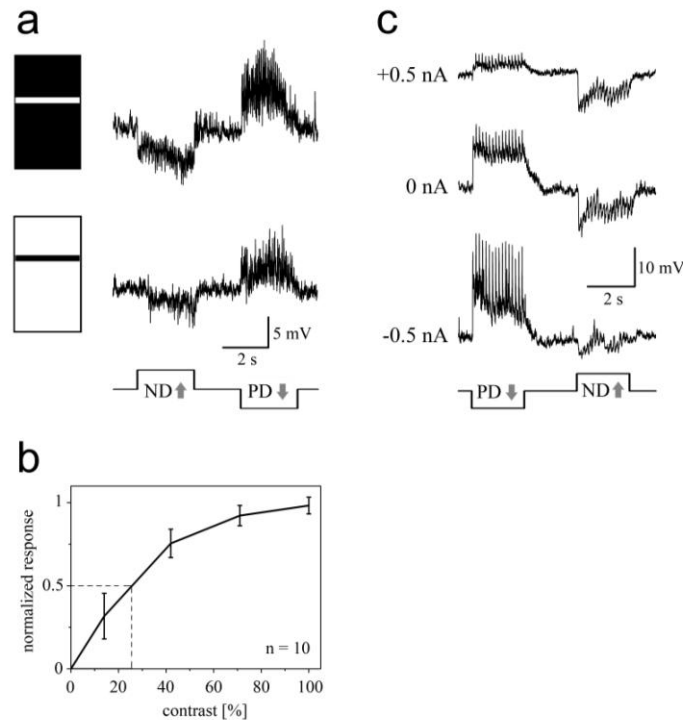 a
5 mV
2 s
ND
PD
c
+0.5 nA
0 nA
10 mV
2 s
-0.5 nA
PD
ND
b
normalized response
1
0.5
0
n = 10
0 20 40 60 80 100
contrast [%]